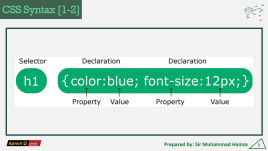 CSS Syntax [1-2]
Selector Declaration Declaration
h1 {color:blue; font-size:12px;}
Property Value Property Value
Aptech
Prepared by: Sir Muhammad Hamza